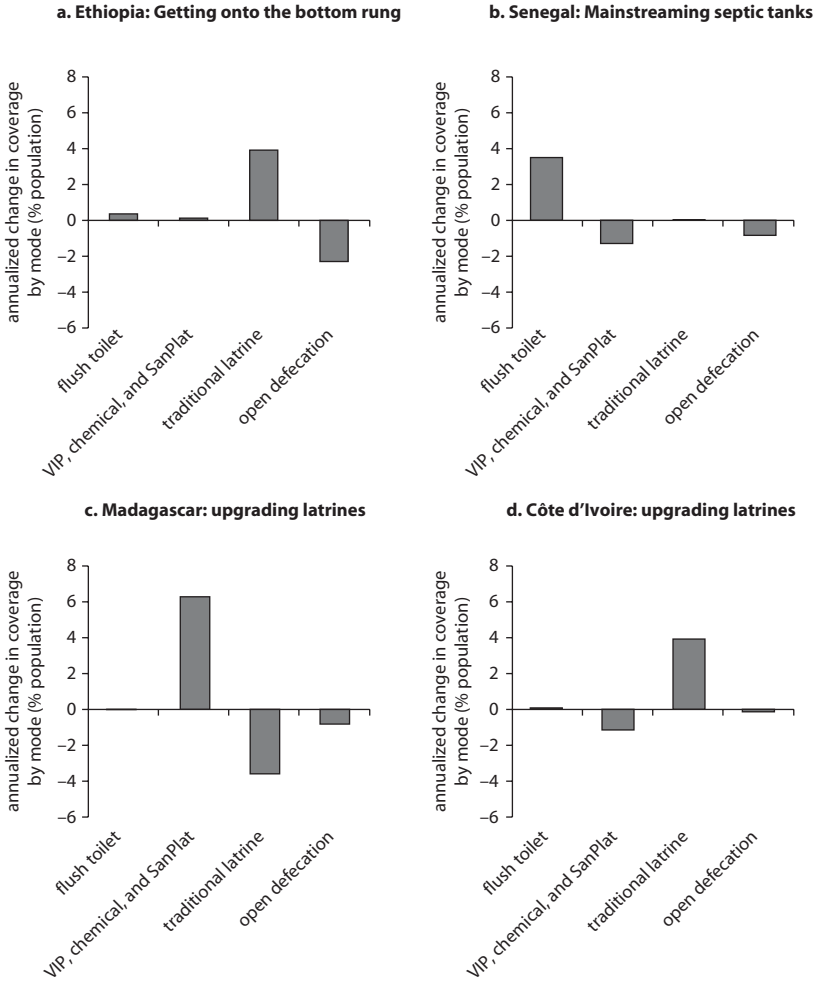 a. Ethiopia: Getting onto the bottom rung
annualized change in coverage
by mode (% population)
8
6
4
2
0
–2
–4
–6
flush toilet
VIP, chemical, and SanPlat
traditional latrine
open defecation
b. Senegal: Mainstreaming septic tanks
annualized change in coverage
by mode (% population)
8
6
4
2
0
–2
–4
–6
flush toilet
VIP, chemical, and SanPlat
traditional latrine
open defecation
c. Madagascar: upgrading latrines
annualized change in coverage
by mode (% population)
8
6
4
2
0
–2
–4
–6
flush toilet
VIP, chemical, and SanPlat
traditional latrine
open defecation
d. Côte d’Ivoire: upgrading latrines
annualized change in coverage
by mode (% population)
8
6
4
2
0
–2
–4
–6
flush toilet
VIP, chemical, and SanPlat
traditional latrine
open defecation